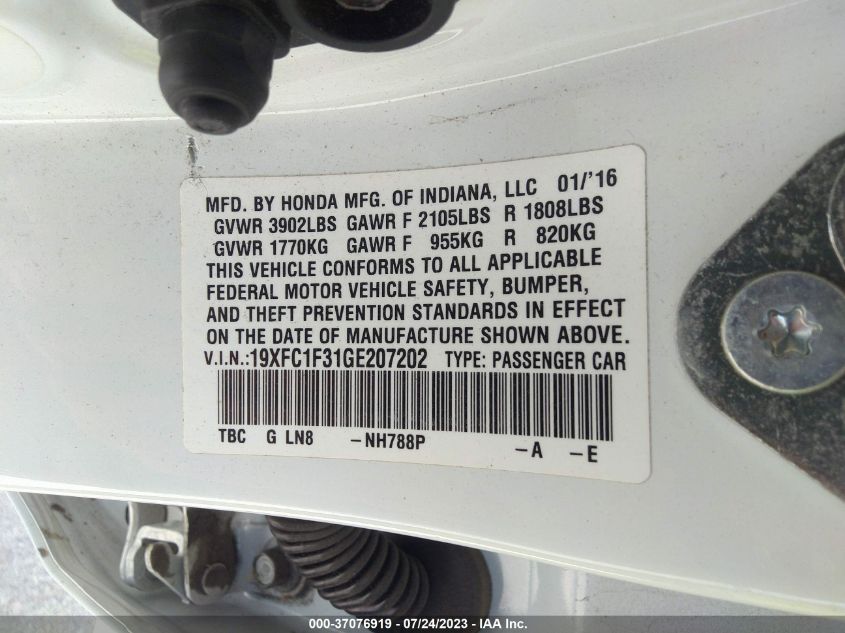 MFD. BY HONDA MFG. OF INDIANA, LLC 01/'16
GVWR 3902LBS GAWR F 2105LBS R 1808LBS
GVWR 1770KG GAWR F 955KG R 820KG
THIS VEHICLE CONFORMS TO ALL APPLICABLE
FEDERAL MOTOR VEHICLE SAFETY, BUMPER,
AND THEFT PREVENTION STANDARDS IN EFFECT
ON THE DATE OF MANUFACTURE SHOWN ABOVE.
V.I.N.:19XFC1F31GE207202 TYPE: PASSENGER CAR
TBC G LN8 -NH788P -A -E
000-37076919 / 07/24/2023 / © IAA Inc.